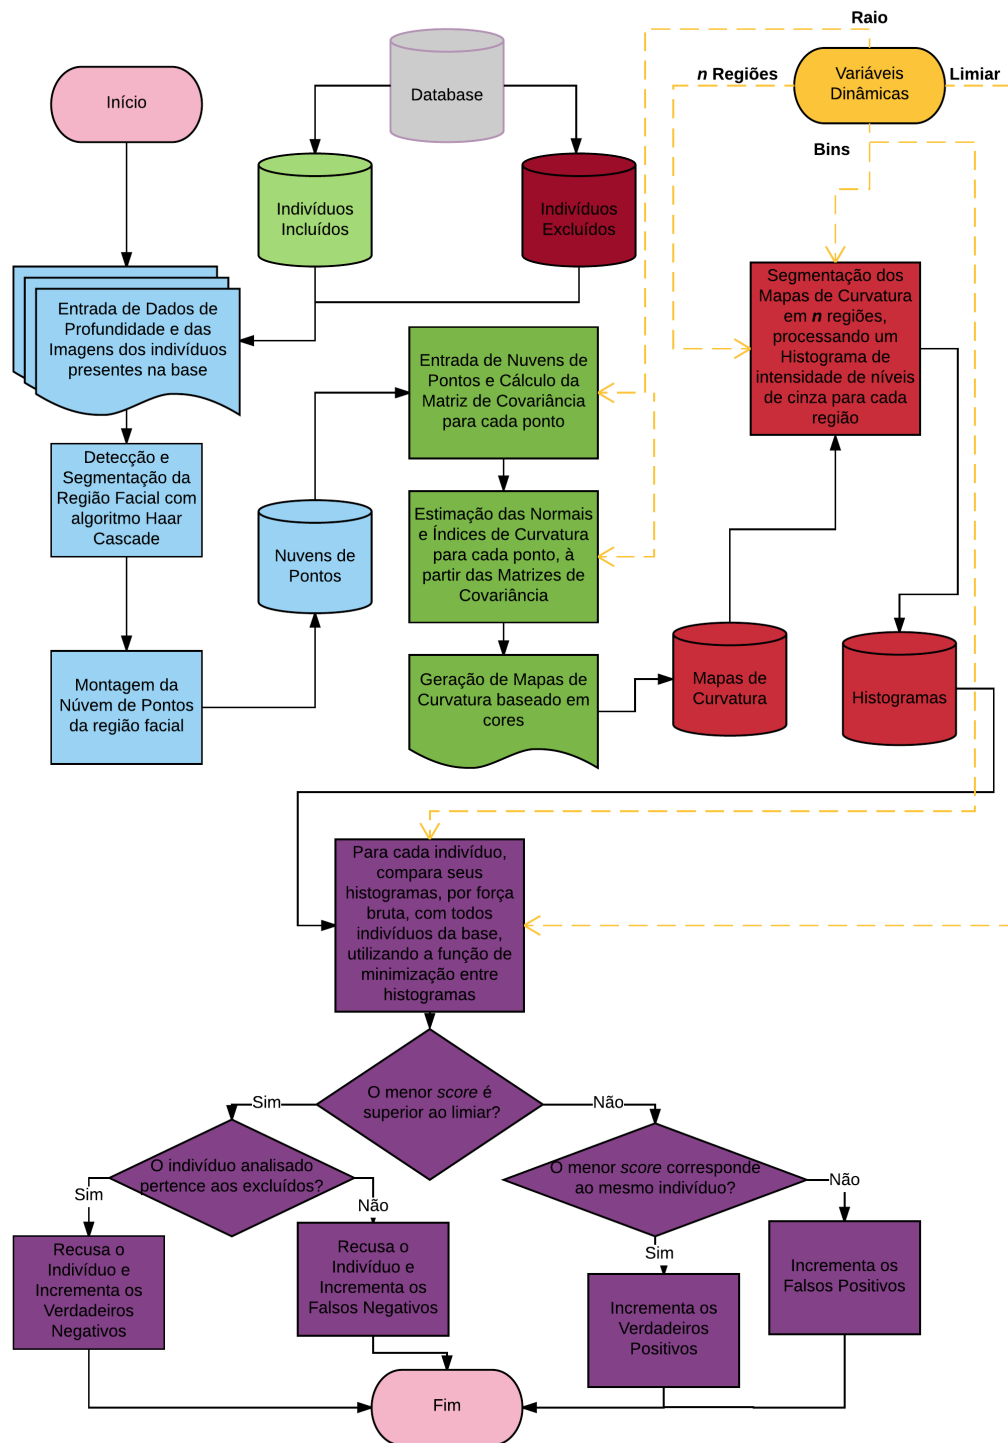 Raio
n Regiões
Variáveis
Dinâmicas
Limiar
Bins
Início
Database
Indivíduos
Incluídos
Indivíduos
Excluídos
Entrada de Dados de
Profundidade e das
Imagens dos indivíduos
presentes na base
Detecção e
Segmentação da
Região Facial com
algoritmo Haar
Cascade
Montagem da
Núvem de Pontos
da região facial
Nuvens de
Pontos
Entrada de Nuvens de
Pontos e Cálculo da
Matriz de Covariância
para cada ponto
Estimação das Normais
e Índices de Curvatura
para cada ponto, à
partir das Matrizes de
Covariância
Geração de Mapas de
Curvatura baseado em
cores
Mapas de
Curvatura
Segmentação dos
Mapas de Curvatura
em n regiões,
processando um
Histograma de
intensidade de níveis
de cinza para cada
região
Histogramas
Para cada indivíduo,
compara seus
histogramas, por força
bruta, com todos
indivíduos da base,
utilizando a função de
minimização entre
histogramas
O menor score é
superior ao limiar?
Sim
Não
O indivíduo analisado
pertence aos excluídos?
Sim
Não
O menor score corresponde
ao mesmo indivíduo?
Sim
Não
Recusa o
Indivíduo e
Incrementa os
Verdadeiros
Negativos
Recusa o
Indivíduo e
Incrementa os
Falsos Negativos
Incrementa os
Verdadeiros
Positivos
Incrementa os
Falsos Positivos
Fim